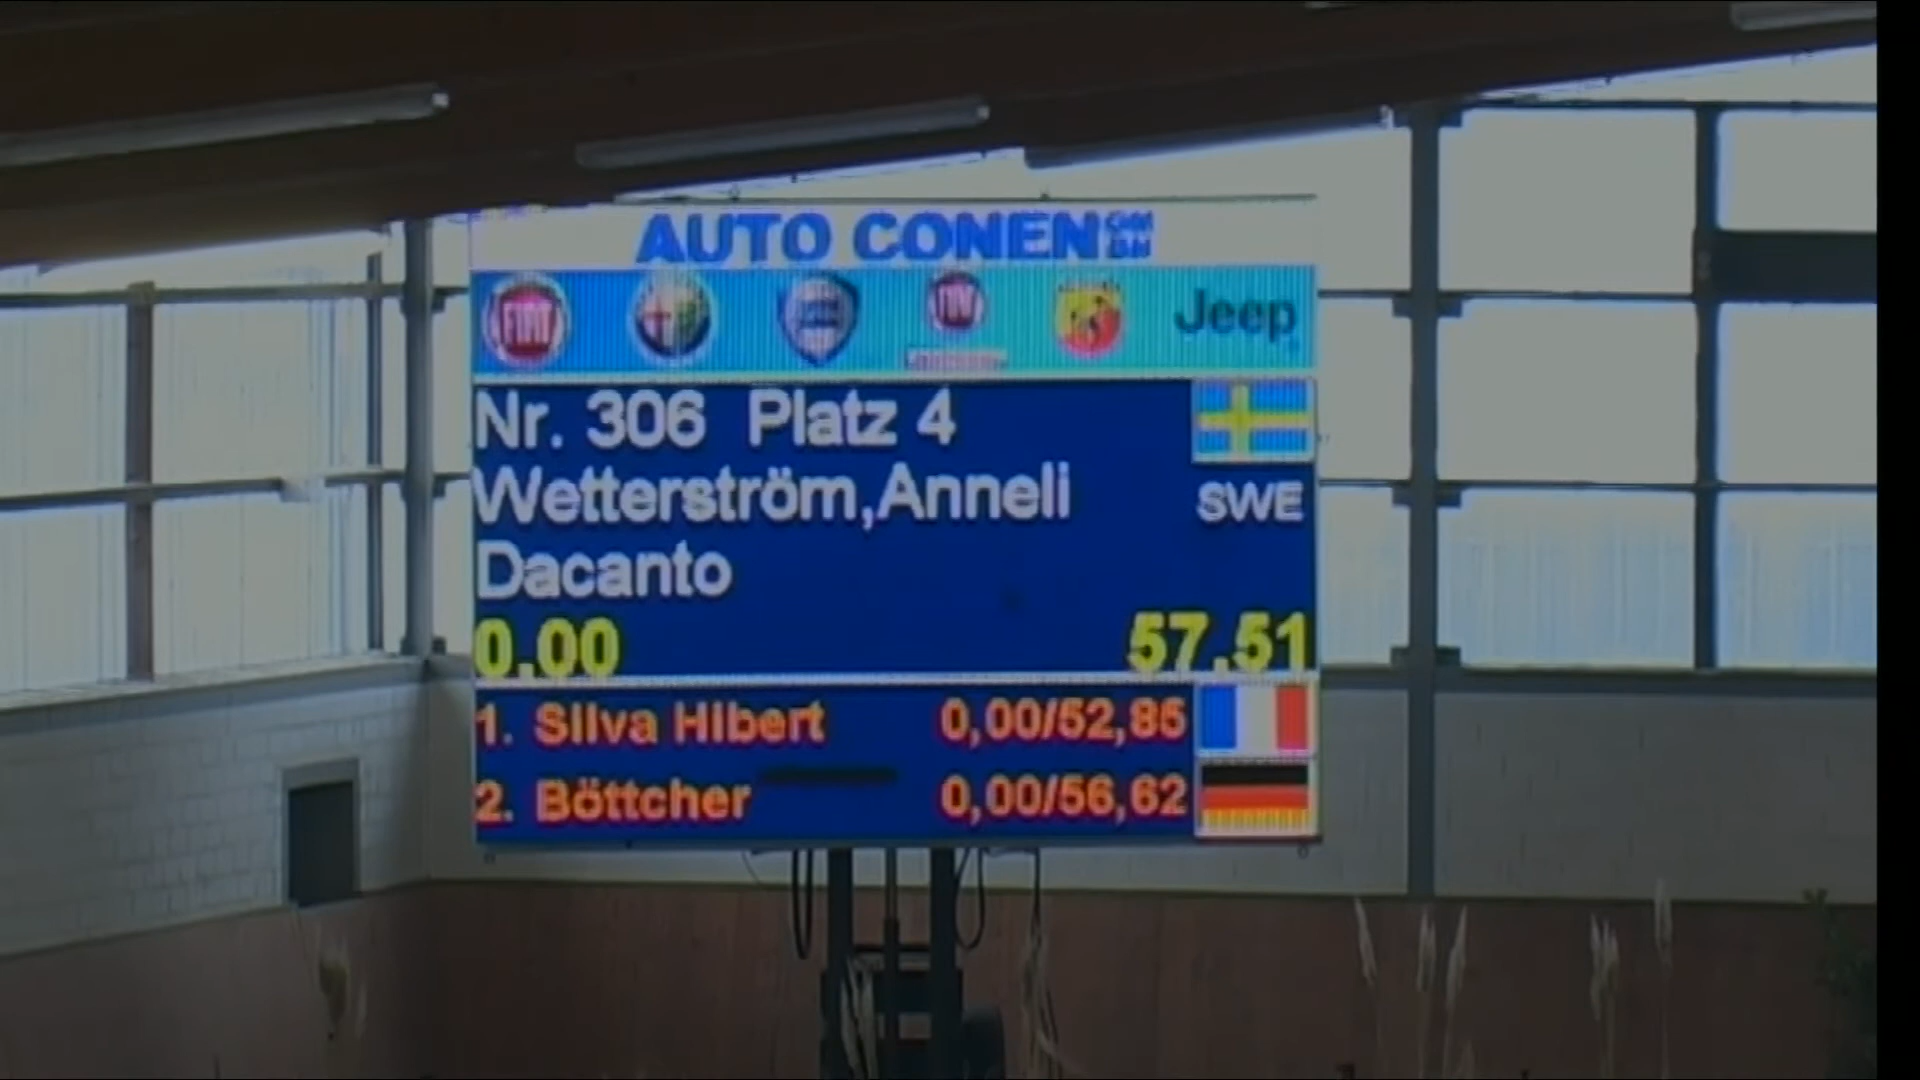 AUTO CONEN
FIAT
Jeep
Nr. 306 Platz 4
Wetterström,Anneli SWE
Dacanto
0.00 57.51
1. Silva Hibert 0,00/52,85
2. Böttcher 0,00/56,62